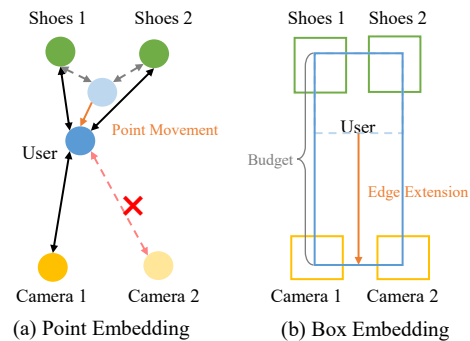 Shoes 1
Shoes 2
Point Movement
User
Camera 1
Camera 2
(a) Point Embedding
Shoes 1
Shoes 2
User
Budget
Edge Extension
Camera 1
Camera 2
(b) Box Embedding